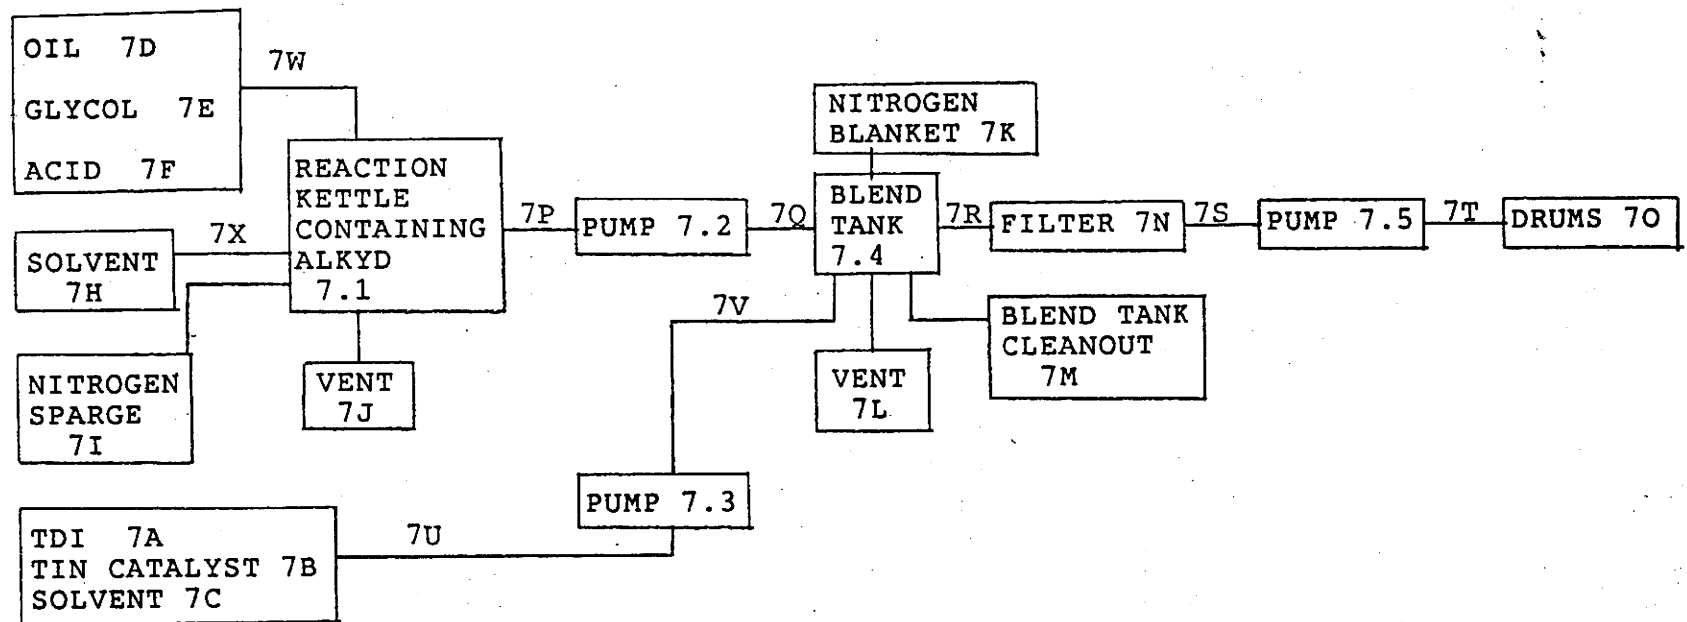 OIL 7D
GLYCOL 7E
ACID 7F
7W
REACTION
KETTLE
CONTAINING
ALKYD
7.1
7X
SOLVENT
7H
NITROGEN
SPARGE
7I
VENT
7J
7P
PUMP 7.2
7Q
NITROGEN
BLANKET 7K
BLEND
TANK
7.4
7R
FILTER 7N
7S
PUMP 7.5
7T
DRUMS 7O
7V
VENT
7L
BLEND TANK
CLEANOUT
7M
PUMP 7.3
7U
TDI 7A
TIN CATALYST 7B
SOLVENT 7C